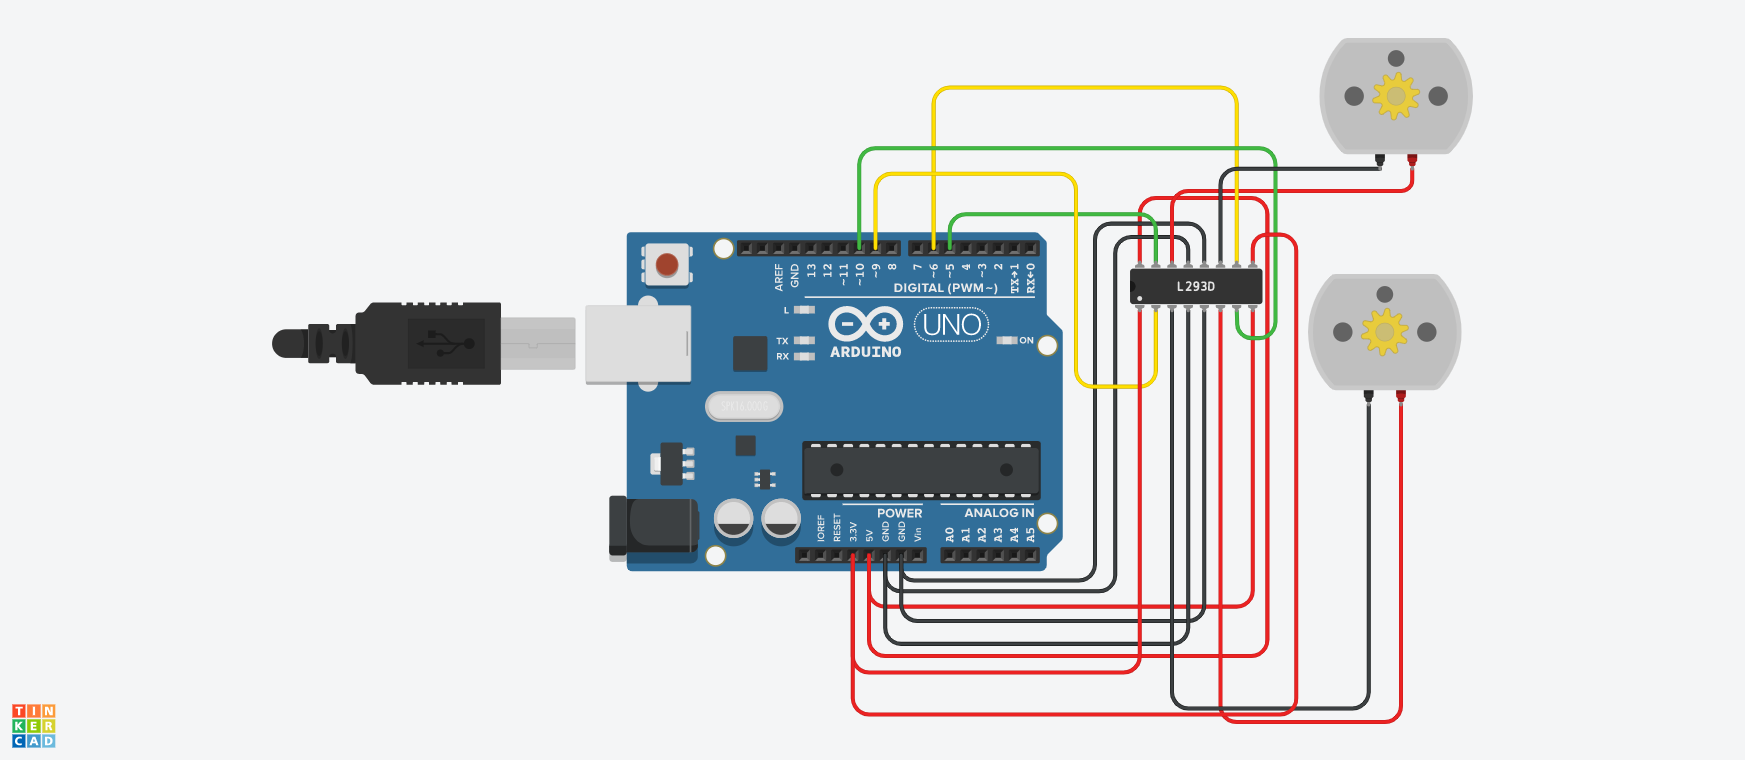 AREF
GND
13
12
~11
~10
~9
8
7
~6
~5
4
~3
2
TX→1
RX←0
DIGITAL (PWM~)
L
TX
RX
ARDUINO
UNO
ON
L293D
POWER
ANALOG IN
IOREF
RESET
3.3V
5V
GND
GND
Vin
A0
A1
A2
A3
A4
A5
TIN
KER
CAD